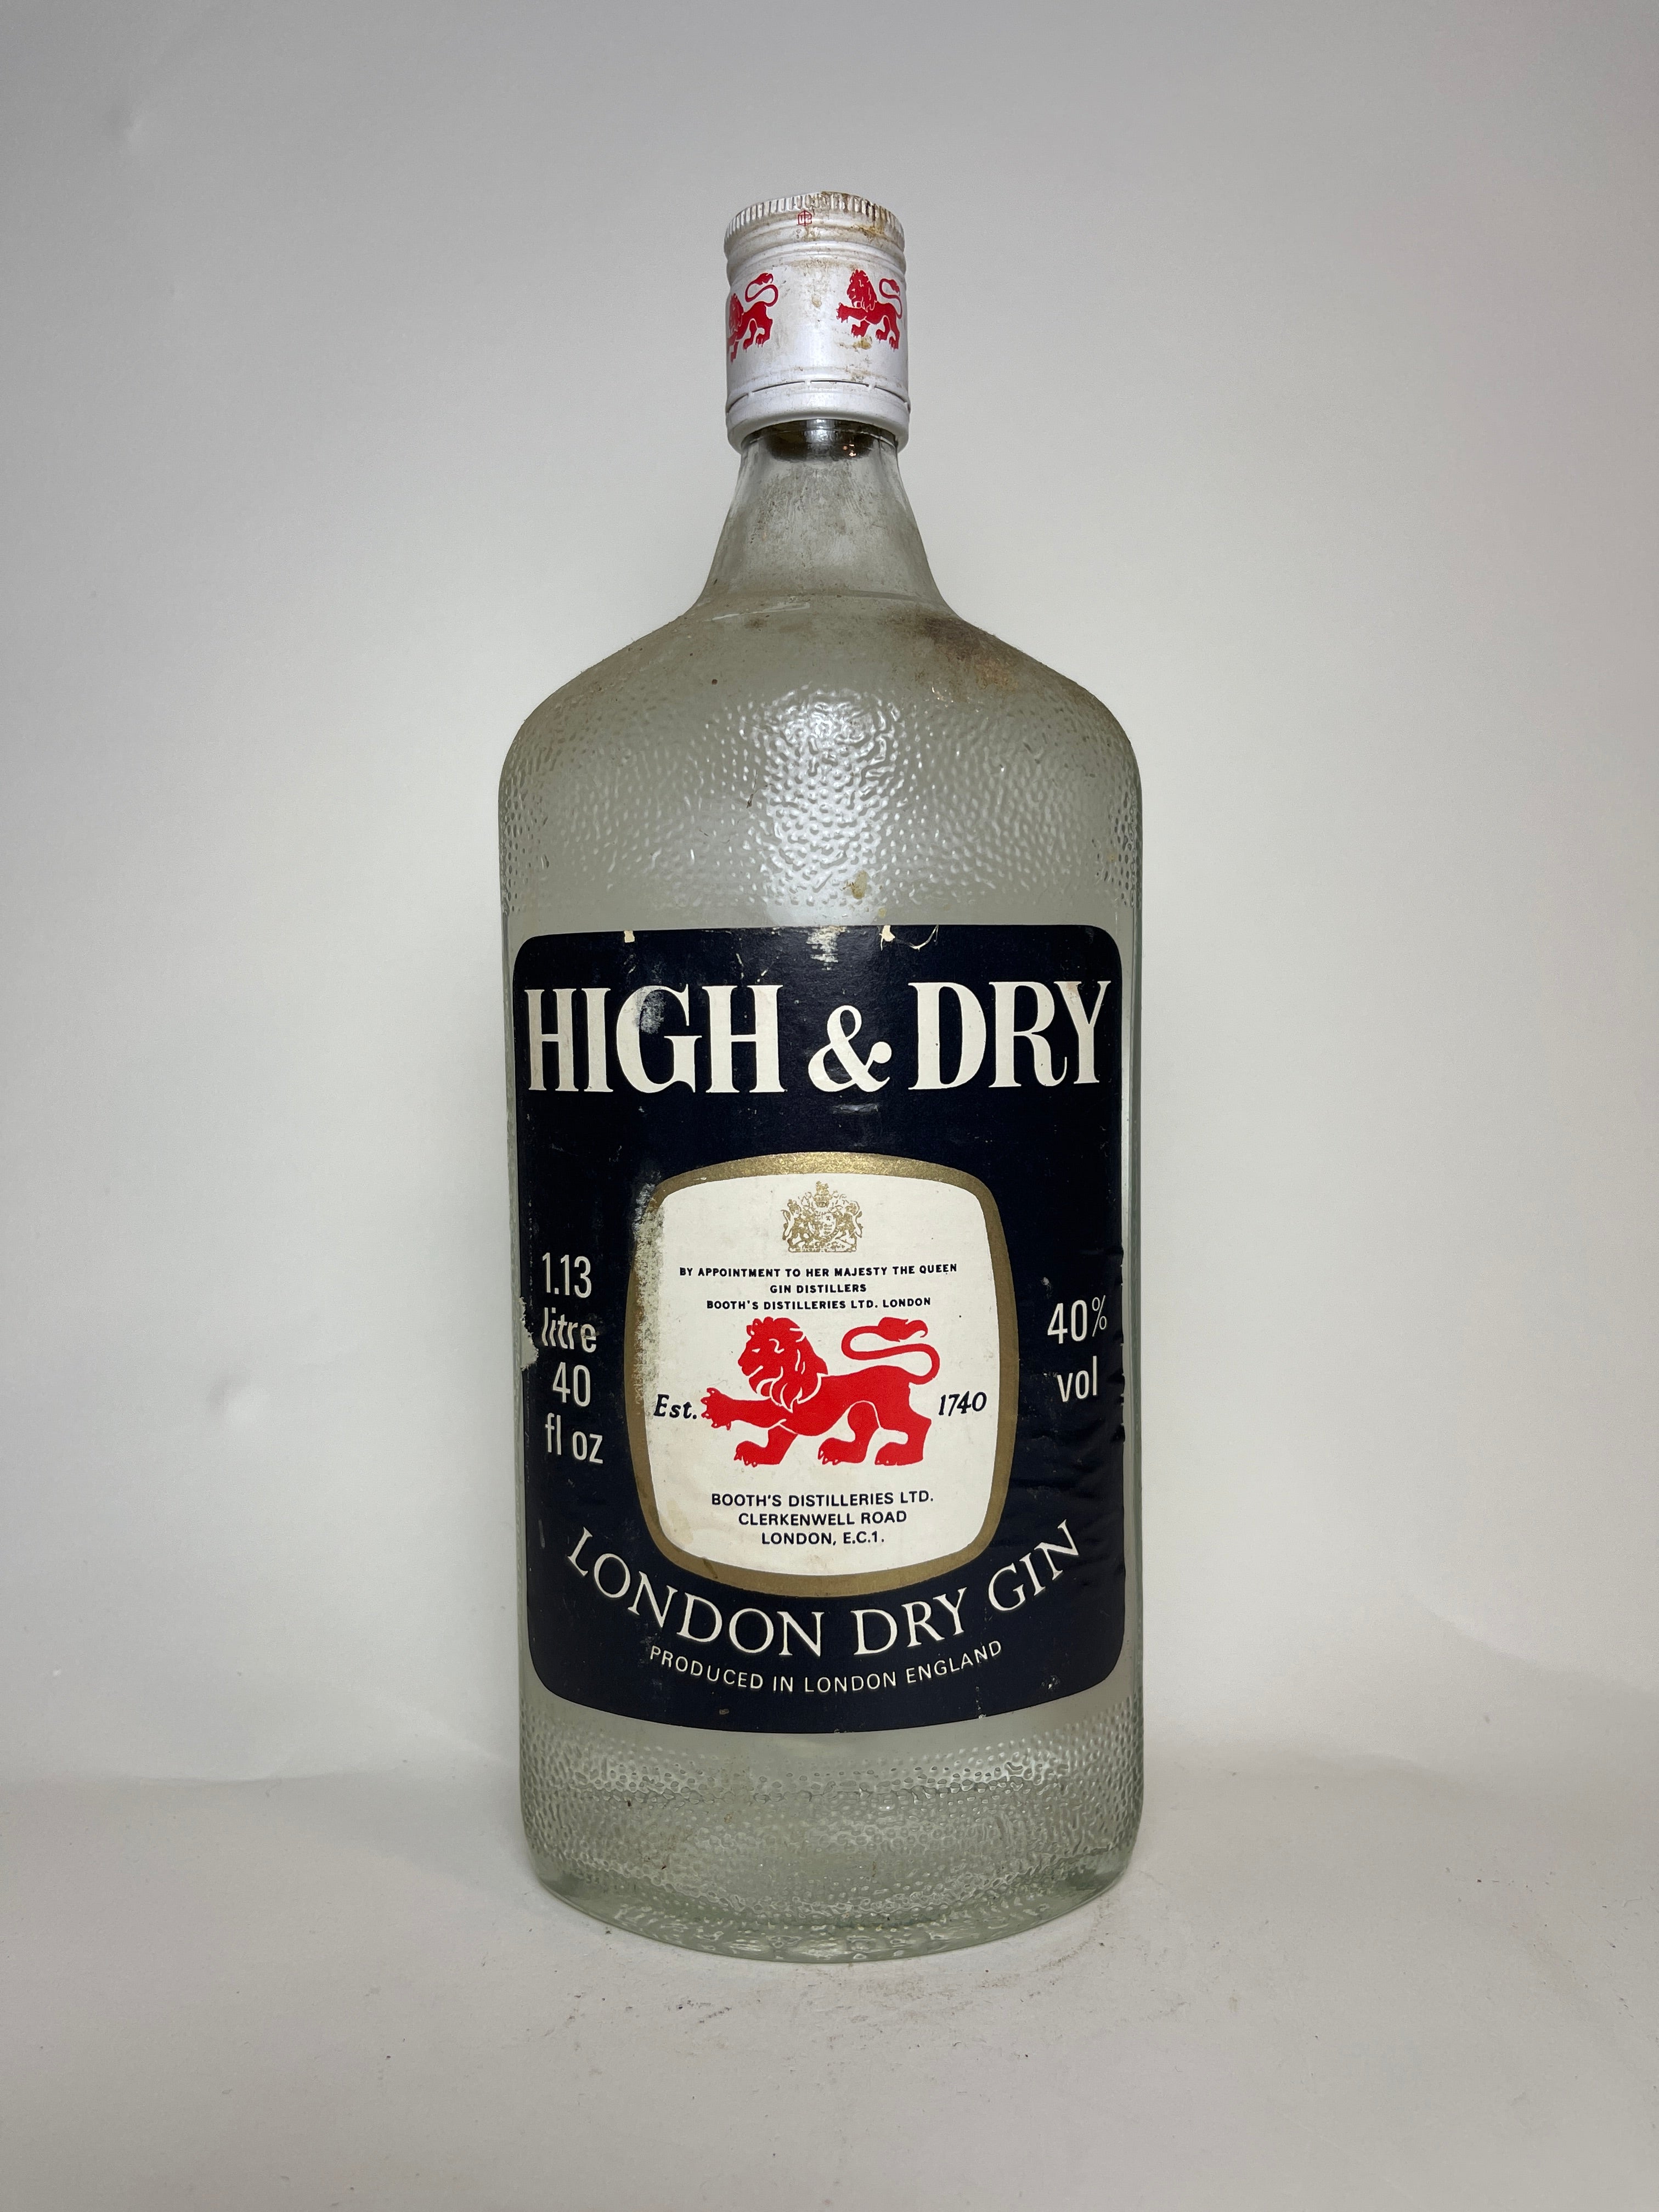 HIGH & DRY
BY APPOINTMENT TO HER MAJESTY THE QUEEN
GIN DISTILLERS
BOOTH'S DISTILLERIES LTD. LONDON
1.13
litre
40
fl oz
40%
vol
Est. 1740
BOOTH'S DISTILLERIES LTD.
CLERKENWELL ROAD
LONDON, E.C.1.
LONDON DRY GIN
PRODUCED IN LONDON ENGLAND